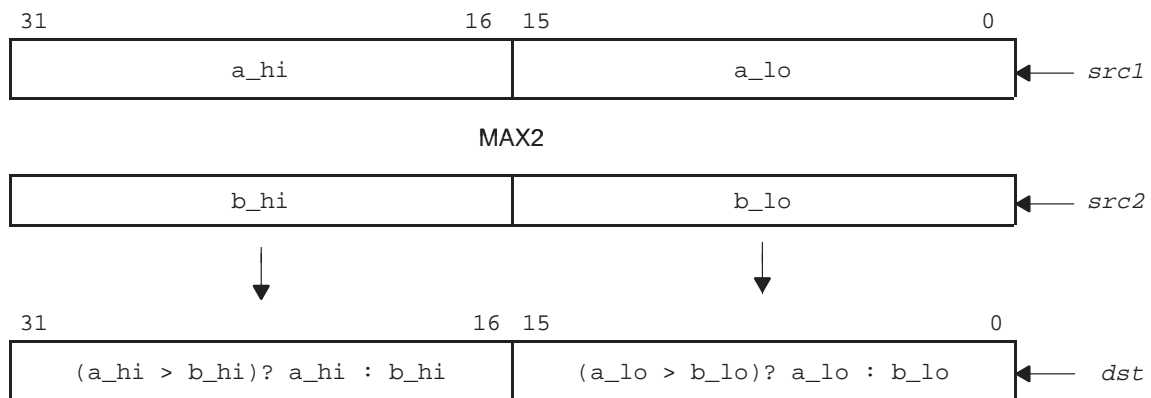 31 16 15 0
a_hi a_lo src1
MAX2
b_hi b_lo src2
31 16 15 0
(a_hi > b_hi)? a_hi : b_hi (a_lo > b_lo)? a_lo : b_lo dst